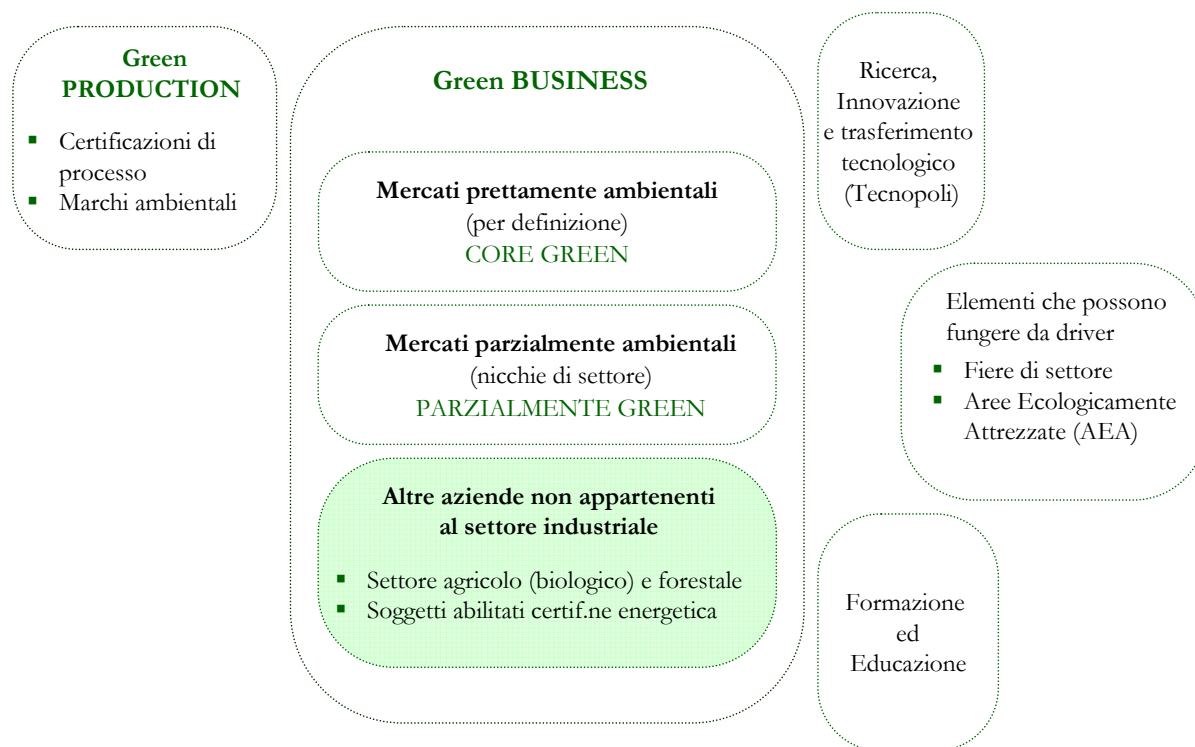 Green
PRODUCTION
▪ Certificazioni di
processo
▪ Marchi ambientali
Green BUSINESS
Mercati prettamente ambientali
(per definizione)
CORE GREEN
Mercati parzialmente ambientali
(nicchie di settore)
PARZIALMENTE GREEN
Altre aziende non appartenenti
al settore industriale
▪ Settore agricolo (biologico) e forestale
▪ Soggetti abilitati certif.ne energetica
Ricerca,
Innovazione
e trasferimento
tecnologico
(Tecnopoli)
Elementi che possono
fungere da driver
▪ Fiere di settore
▪ Aree Ecologicamente
Attrezzate (AEA)
Formazione
ed
Educazione